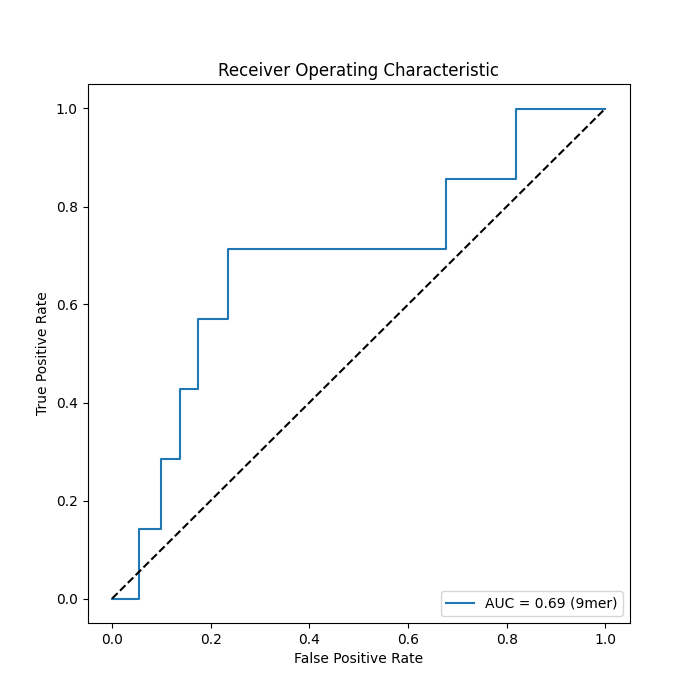 Receiver Operating Characteristic
1.0
0.8
0.6
0.4
0.2
0.0
True Positive Rate
AUC = 0.69 (9mer)
0.0 0.2 0.4 0.6 0.8 1.0
False Positive Rate